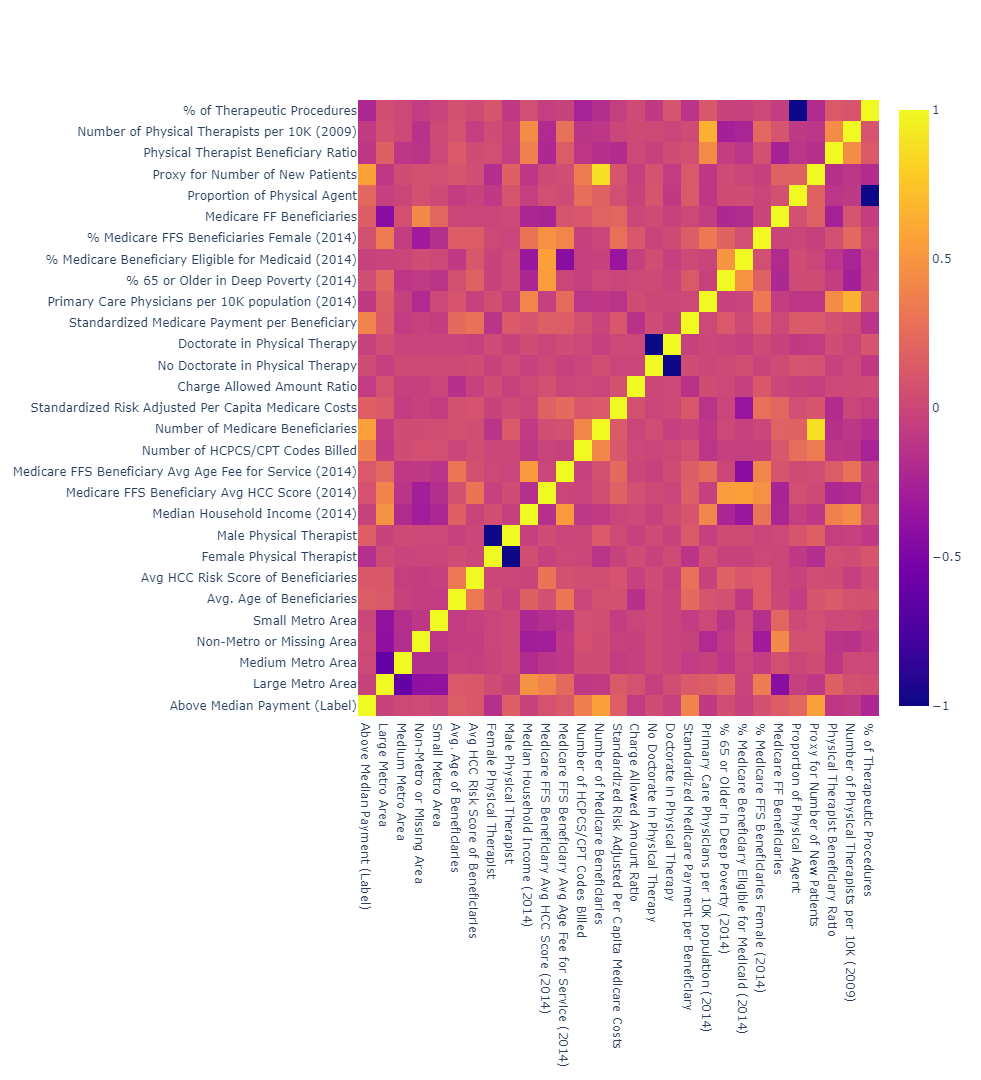 % of Therapeutic Procedures
Number of Physical Therapists per 10K (2009)
Physical Therapist Beneficiary Ratio
Proxy for Number of New Patients
Proportion of Physical Agent
Medicare FF Beneficiaries
% Medicare FFS Beneficiaries Female (2014)
% Medicare Beneficiary Eligible for Medicaid (2014)
% 65 or Older in Deep Poverty (2014)
Primary Care Physicians per 10K population (2014)
Standardized Medicare Payment per Beneficiary
Doctorate in Physical Therapy
No Doctorate in Physical Therapy
Charge Allowed Amount Ratio
Standardized Risk Adjusted Per Capita Medicare Costs
Number of Medicare Beneficiaries
Number of HCPCS/CPT Codes Billed
Medicare FFS Beneficiary Avg Age Fee for Service (2014)
Medicare FFS Beneficiary Avg HCC Score (2014)
Median Household Income (2014)
Male Physical Therapist
Female Physical Therapist
Avg HCC Risk Score of Beneficiaries
Avg. Age of Beneficiaries
Small Metro Area
Non-Metro or Missing Area
Medium Metro Area
Large Metro Area
Above Median Payment (Label)
1
0.5
0
−0.5
−1
Above Median Payment (Label)
Large Metro Area
Medium Metro Area
Non-Metro or Missing Area
Small Metro Area
Avg. Age of Beneficiaries
Avg HCC Risk Score of Beneficiaries
Female Physical Therapist
Male Physical Therapist
Median Household Income (2014)
Medicare FFS Beneficiary Avg HCC Score (2014)
Medicare FFS Beneficiary Avg Age Fee for Service (2014)
Number of HCPCS/CPT Codes Billed
Number of Medicare Beneficiaries
Standardized Risk Adjusted Per Capita Medicare Costs
Charge Allowed Amount Ratio
No Doctorate in Physical Therapy
Doctorate in Physical Therapy
Standardized Medicare Payment per Beneficiary
Primary Care Physicians per 10K population (2014)
% 65 or Older in Deep Poverty (2014)
% Medicare Beneficiary Eligible for Medicaid (2014)
% Medicare FFS Beneficiaries Female (2014)
Medicare FF Beneficiaries
Proportion of Physical Agent
Proxy for Number of New Patients
Physical Therapist Beneficiary Ratio
Number of Physical Therapists per 10K (2009)
% of Therapeutic Procedures